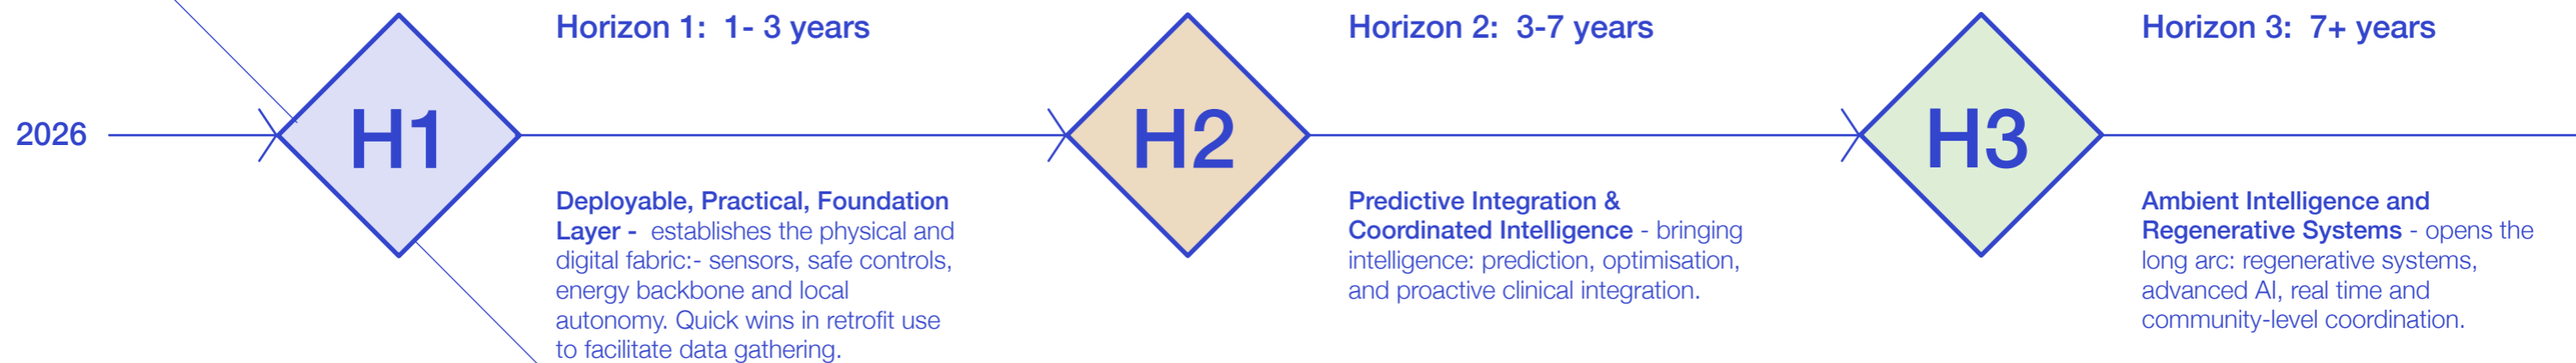 2026
H1
Horizon 1:  1- 3 years
Deployable, Practical, Foundation
Layer -  establishes the physical and
digital fabric:- sensors, safe controls,
energy backbone and local
autonomy. Quick wins in retrofit use
to facilitate data gathering.
H2
Horizon 2:  3-7 years
Predictive Integration &
Coordinated Intelligence - bringing
intelligence: prediction, optimisation,
and proactive clinical integration.
H3
Horizon 3:  7+ years
Ambient Intelligence and
Regenerative Systems - opens the
long arc: regenerative systems,
advanced AI, real time and
community-level coordination.